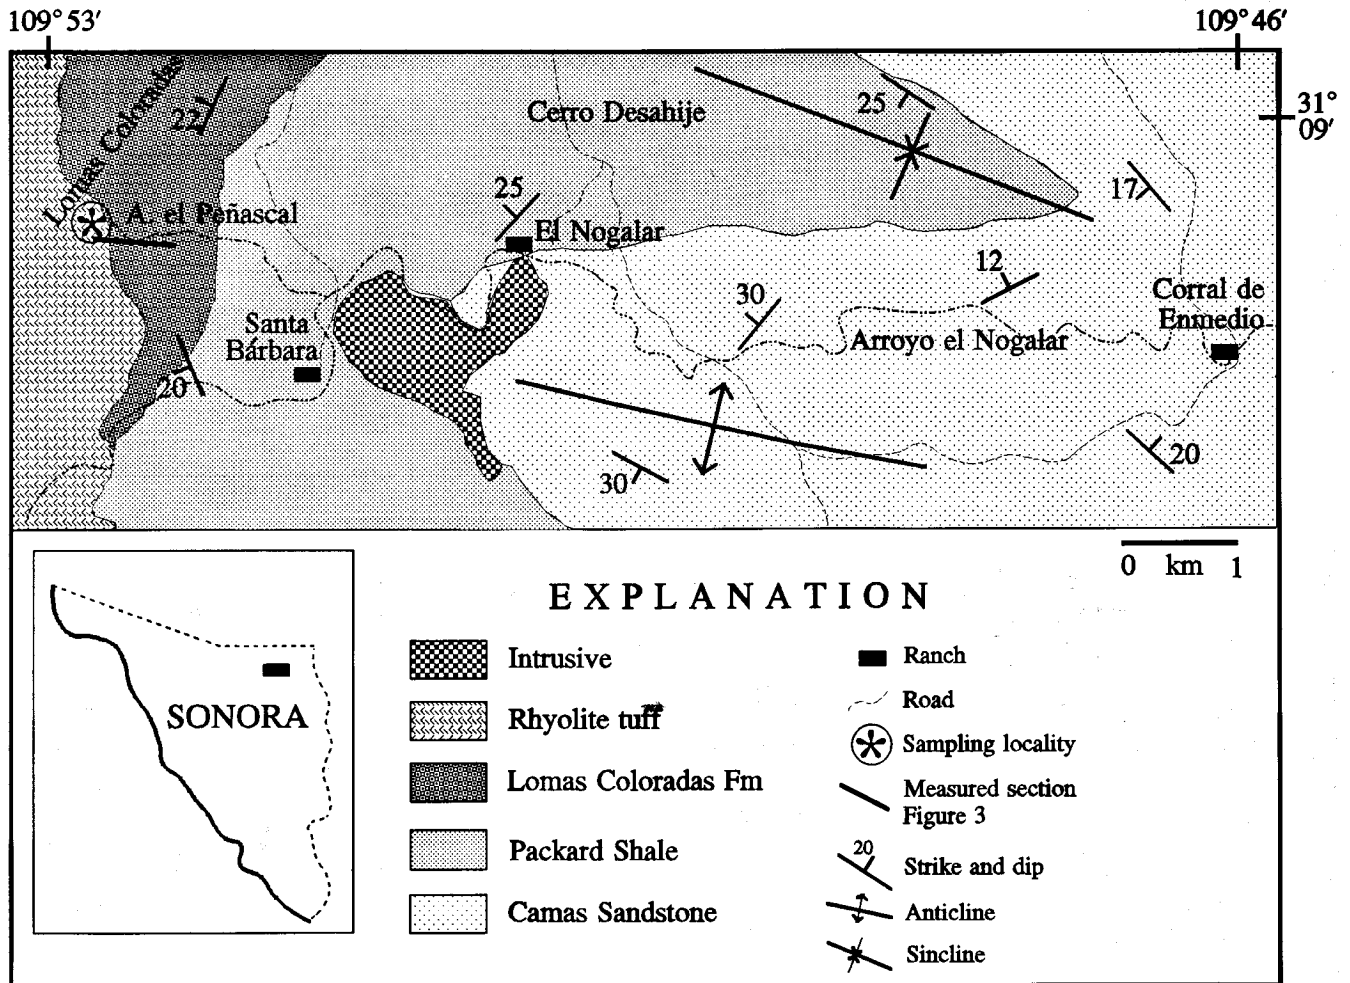 109° 53′
109° 46′
31°
09′
Lomas Coloradas
22
Cerro Desahije
25
17
A. el Peñascal
25
El Nogalar
12
30
Corral de
Enmedio
Santa
Bárbara
Arroyo el Nogalar
20
30
20
0 km 1
EXPLANATION
Intrusive
Rhyolite tuff
Lomas Coloradas Fm
Packard Shale
Camas Sandstone
Ranch
Road
Sampling locality
Measured section
Figure 3
20
Strike and dip
Anticline
Sincline
SONORA